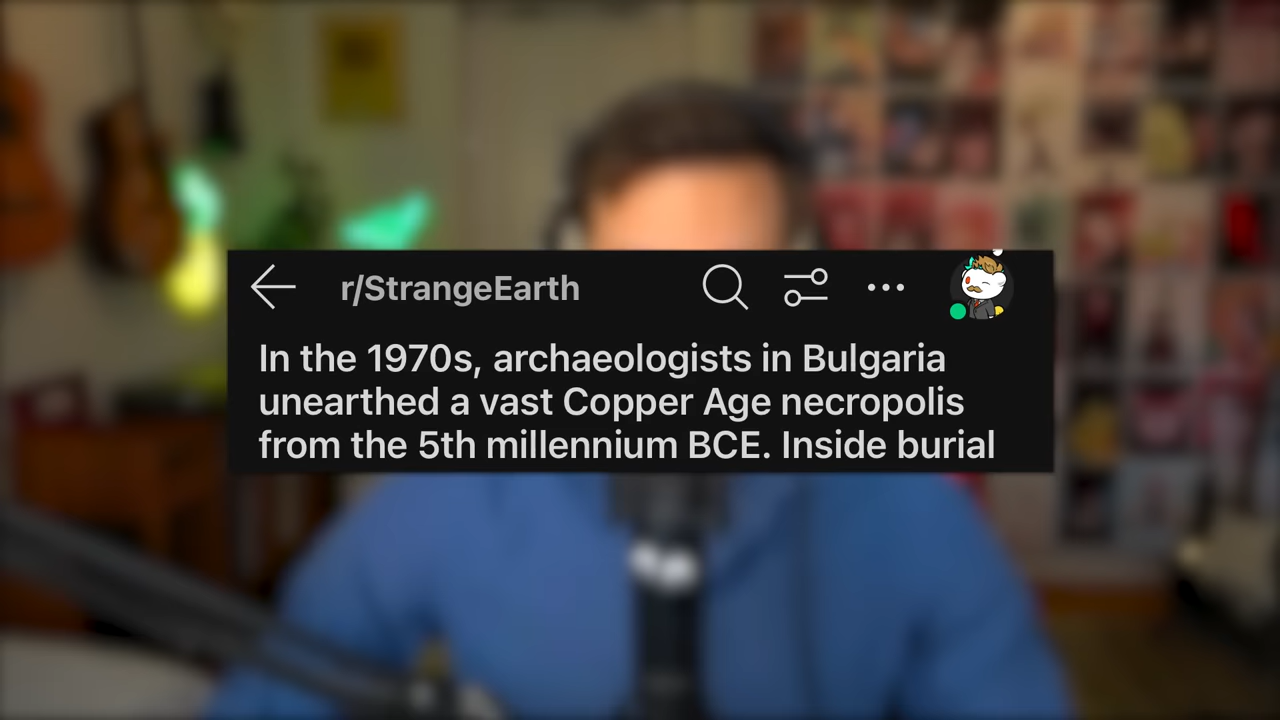 r/StrangeEarth
In the 1970s, archaeologists in Bulgaria
unearthed a vast Copper Age necropolis
from the 5th millennium BCE. Inside burial